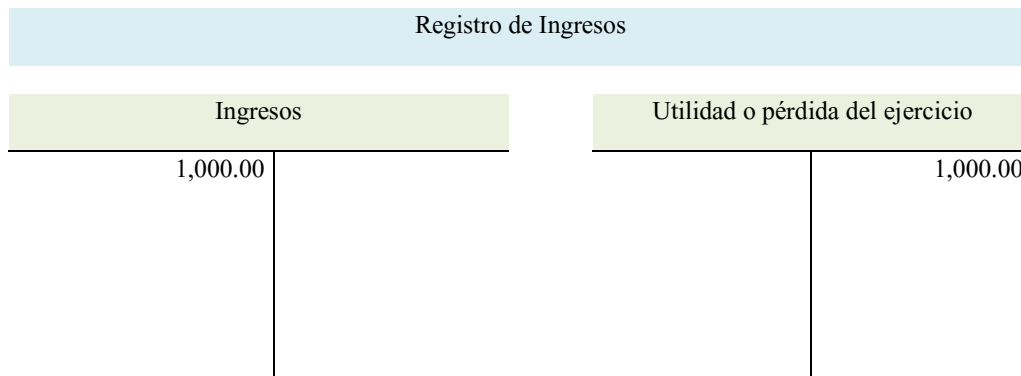 Registro de Ingresos
Ingresos
Utilidad o pérdida del ejercicio
1,000.00
1,000.00